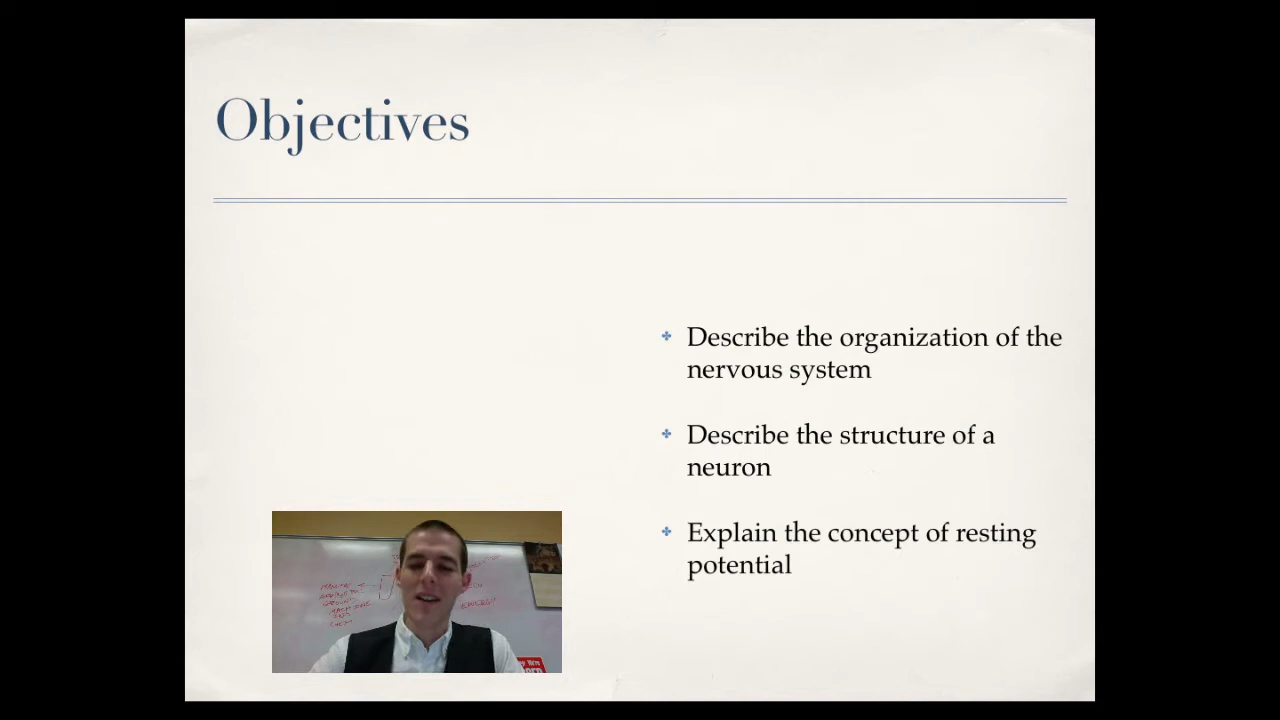 Objectives
Describe the organization of the
nervous system
Describe the structure of a
neuron
Explain the concept of resting
potential